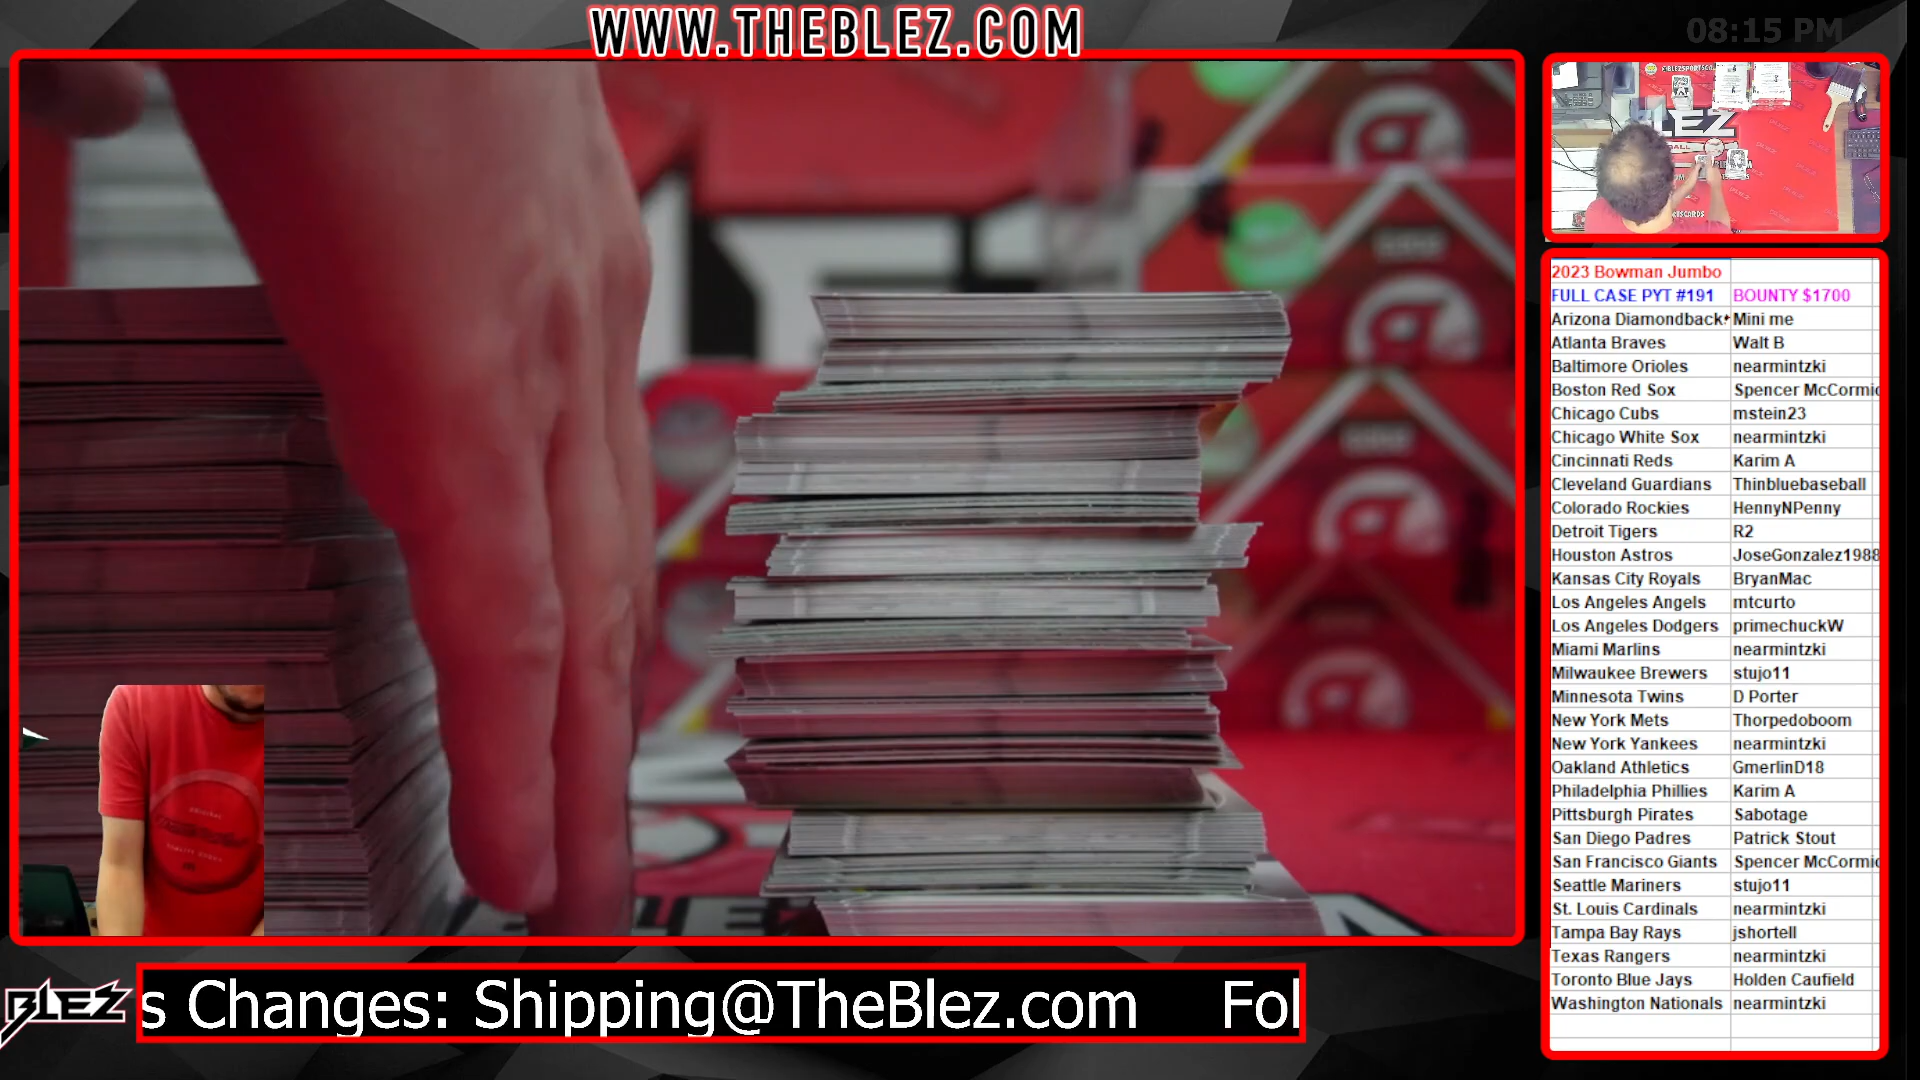 WWW.THEBLEZ.COM
08:15 PM
2023 Bowman Jumbo
FULL CASE PYT #191 BOUNTY $1700
Arizona Diamondback Mini me
Atlanta Braves Walt B
Baltimore Orioles nearmintzki
Boston Red Sox Spencer McCormic
Chicago Cubs mstein23
Chicago White Sox nearmintzki
Cincinnati Reds Karim A
Cleveland Guardians Thinbluebaseball
Colorado Rockies HennyNPenny
Detroit Tigers R2
Houston Astros JoseGonzalez1988
Kansas City Royals BryanMac
Los Angeles Angels mtcurto
Los Angeles Dodgers primechuckW
Miami Marlins nearmintzki
Milwaukee Brewers stujo11
Minnesota Twins D Porter
New York Mets Thorpedoboom
New York Yankees nearmintzki
Oakland Athletics GmerlinD18
Philadelphia Phillies Karim A
Pittsburgh Pirates Sabotage
San Diego Padres Patrick Stout
San Francisco Giants Spencer McCormic
Seattle Mariners stujo11
St. Louis Cardinals nearmintzki
Tampa Bay Rays jshortell
Texas Rangers nearmintzki
Toronto Blue Jays Holden Caufield
Washington Nationals nearmintzki
BLEZ
s Changes: Shipping@TheBlez.com Fol